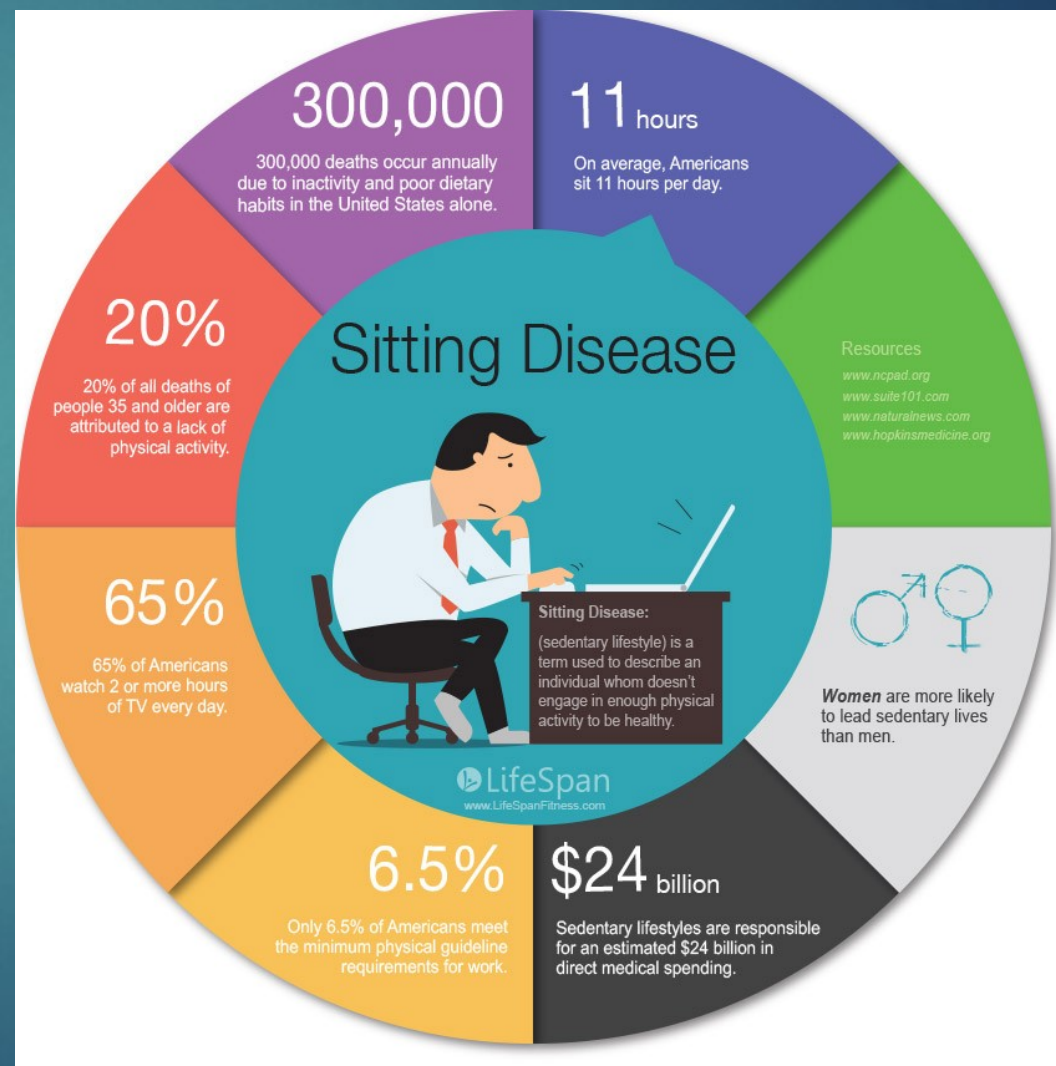 Sitting Disease
Sitting Disease:
(sedentary lifestyle) is a
term used to describe an
individual whom doesn't
engage in enough physical
activity to be healthy.
LifeSpan
www.LifeSpanFitness.com
11 hours
On average, Americans
sit 11 hours per day.
Resources
www.ncpad.org
www.suite101.com
www.naturalnews.com
www.hopkinsmedicine.org
Women are more likely
to lead sedentary lives
than men.
$24 billion
Sedentary lifestyles are responsible
for an estimated $24 billion in
direct medical spending.
6.5%
Only 6.5% of Americans meet
the minimum physical guideline
requirements for work.
65%
65% of Americans
watch 2 or more hours
of TV every day.
20%
20% of all deaths of
people 35 and older are
attributed to a lack of
physical activity.
300,000
300,000 deaths occur annually
due to inactivity and poor dietary
habits in the United States alone.